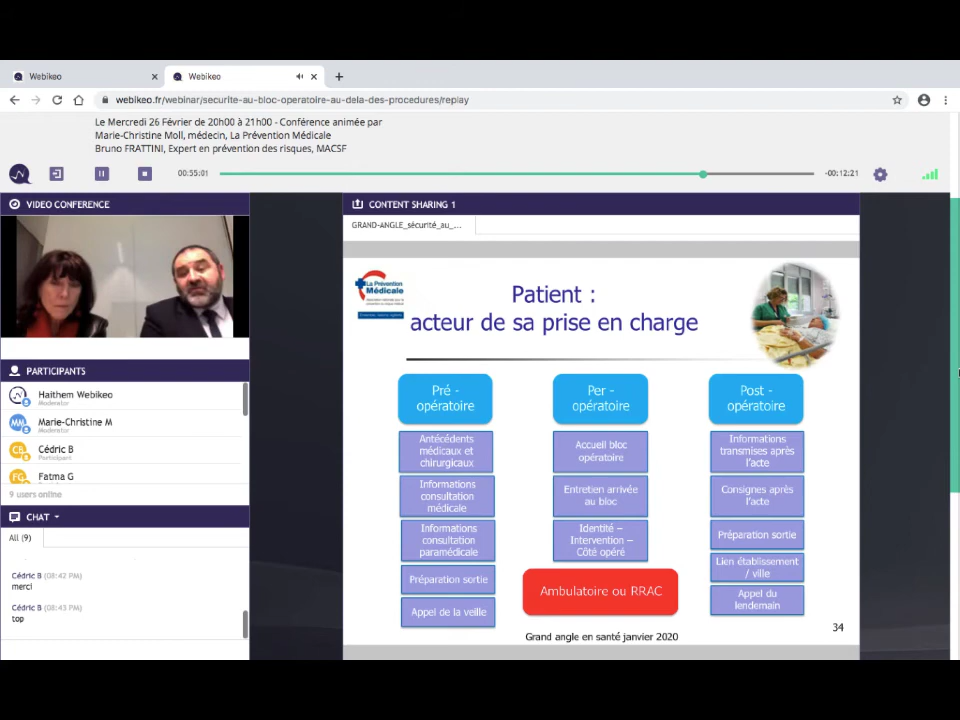 Webikeo
Webikeo
webikeo.fr/webinar/securite-au-bloc-operatoire-au-dela-des-procedures/replay
Le Mercredi 26 Février de 20h00 à 21h00 - Conférence animée par
Marie-Christine Moll, médecin, La Prévention Médicale
Bruno FRATTINI, Expert en prévention des risques, MACSF
00:55:01
-00:12:21
VIDEO CONFERENCE
PARTICIPANTS
Haithem Webikeo
Moderator
MM
Marie-Christine M
Moderator
CB
Cédric B
Participant
FG
Fatma G
9 users online
CHAT
All (9)
Cédric B (08:42 PM)
merci
Cédric B (08:43 PM)
top
CONTENT SHARING 1
GRAND-ANGLE_sécurité_au_...
La Prévention
Médicale
Patient :
acteur de sa prise en charge
Pré -
opératoire
Antécédents
médicaux et
chirurgicaux
Informations
consultation
médicale
Informations
consultation
paramédicale
Préparation sortie
Appel de la veille
Per -
opératoire
Accueil bloc
opératoire
Entretien arrivée
au bloc
Identité –
Intervention –
Côté opéré
Ambulatoire ou RRAC
Post -
opératoire
Informations
transmises après
l'acte
Consignes après
l'acte
Préparation sortie
Lien établissement
/ ville
Appel du
lendemain
Grand angle en santé janvier 2020
34